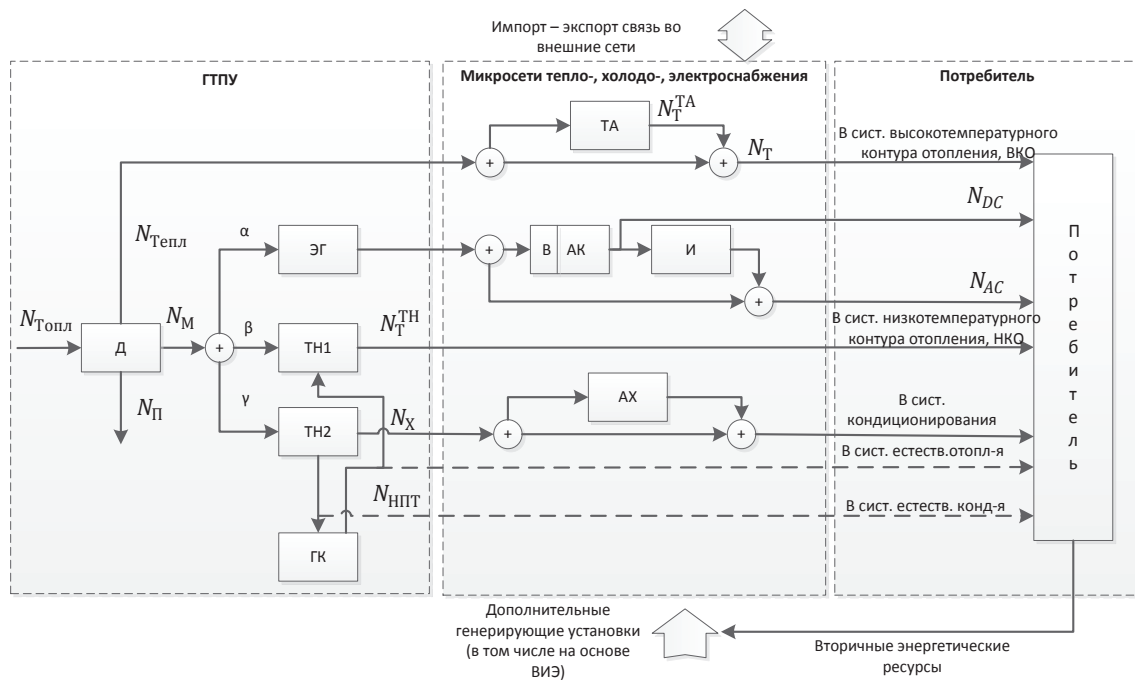 Импорт – экспорт связь во
внешние сети
ГТПУ
Микросети тепло-, холодо-, электроснабжения
Потребитель
ТА
N_Т^ТА
N_Т
В сист. высокотемпературного
контура отопления, ВКО
N_DC
N_Тепл
α
ЭГ
В
АК
И
N_AC
N_Топл
Д
N_М
β
ТН1
N_Т^ТН
В сист. низкотемпературного
контура отопления, НКО
N_П
γ
ТН2
N_Х
АХ
В сист.
кондиционирования
В сист. естеств.отопл-я
N_НПТ
В сист. естеств. конд-я
ГК
Потребитель
Дополнительные
генерирующие установки
(в том числе на основе
ВИЭ)
Вторичные энергетические
ресурсы